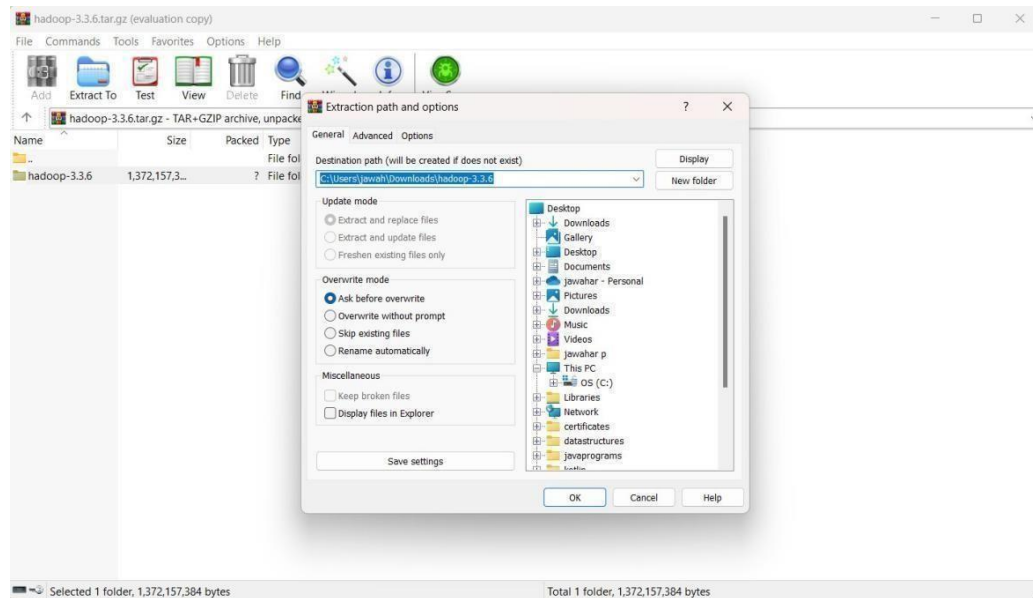 hadoop-3.3.6.tar.gz (evaluation copy)
File Commands Tools Favorites Options Help
Add Extract To Test View Delete Find
hadoop-3.3.6.tar.gz - TAR+GZIP archive, unpacke
Name Size Packed Type
.. File fol
hadoop-3.3.6 1,372,157,3... ? File fol
Extraction path and options ? X
General Advanced Options
Destination path (will be created if does not exist)
Display
C:\Users\jawah\Downloads\hadoop-3.3.6
New folder
Update mode
Extract and replace files
Extract and update files
Freshen existing files only
Overwrite mode
Ask before overwrite
Overwrite without prompt
Skip existing files
Rename automatically
Miscellaneous
Keep broken files
Display files in Explorer
Save settings
Desktop
Downloads
Gallery
Desktop
Documents
jawahar - Personal
Pictures
Downloads
Music
Videos
jawahar p
This PC
OS (C:)
Libraries
Network
certificates
datastructures
javaprograms
OK Cancel Help
Selected 1 folder, 1,372,157,384 bytes
Total 1 folder, 1,372,157,384 bytes